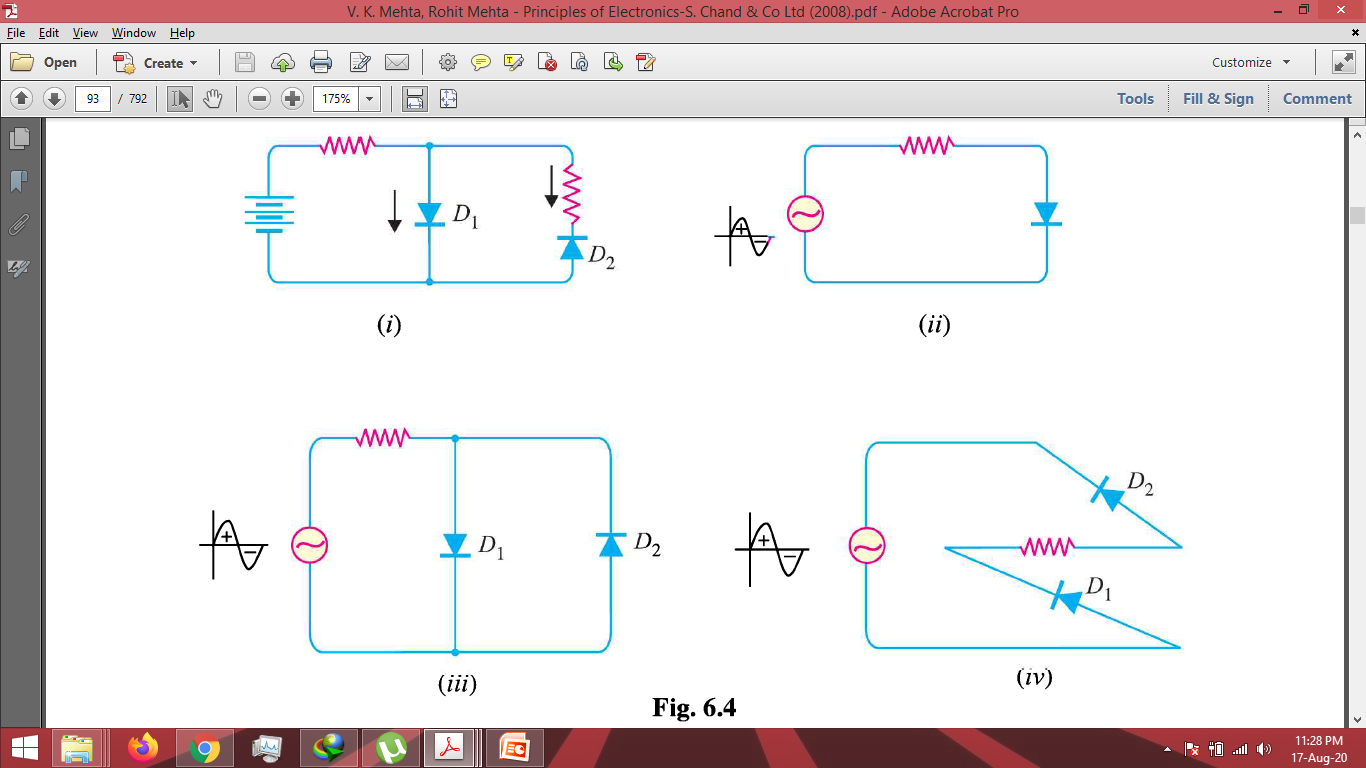 V. K. Mehta, Rohit Mehta - Principles of Electronics-S. Chand & Co Ltd (2008).pdf - Adobe Acrobat Pro
File Edit View Window Help
Open Create Customize
93 / 792 175% Tools Fill & Sign Comment
D1
D2
(i) (ii)
D2
D1 D2
D1
(iii) (iv)
Fig. 6.4
11:28 PM
17-Aug-20